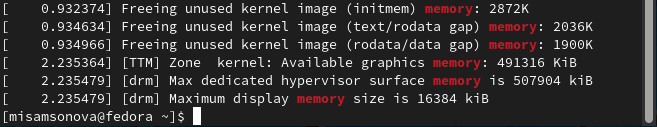 [    0.932374] Freeing unused kernel image (initmem) memory: 2872K
[    0.934634] Freeing unused kernel image (text/rodata gap) memory: 2036K
[    0.934966] Freeing unused kernel image (rodata/data gap) memory: 1900K
[    2.235364] [TTM] Zone  kernel: Available graphics memory: 491316 KiB
[    2.235479] [drm] Max dedicated hypervisor surface memory is 507904 kiB
[    2.235479] [drm] Maximum display memory size is 16384 kiB
[misamsonova@fedora ~]$